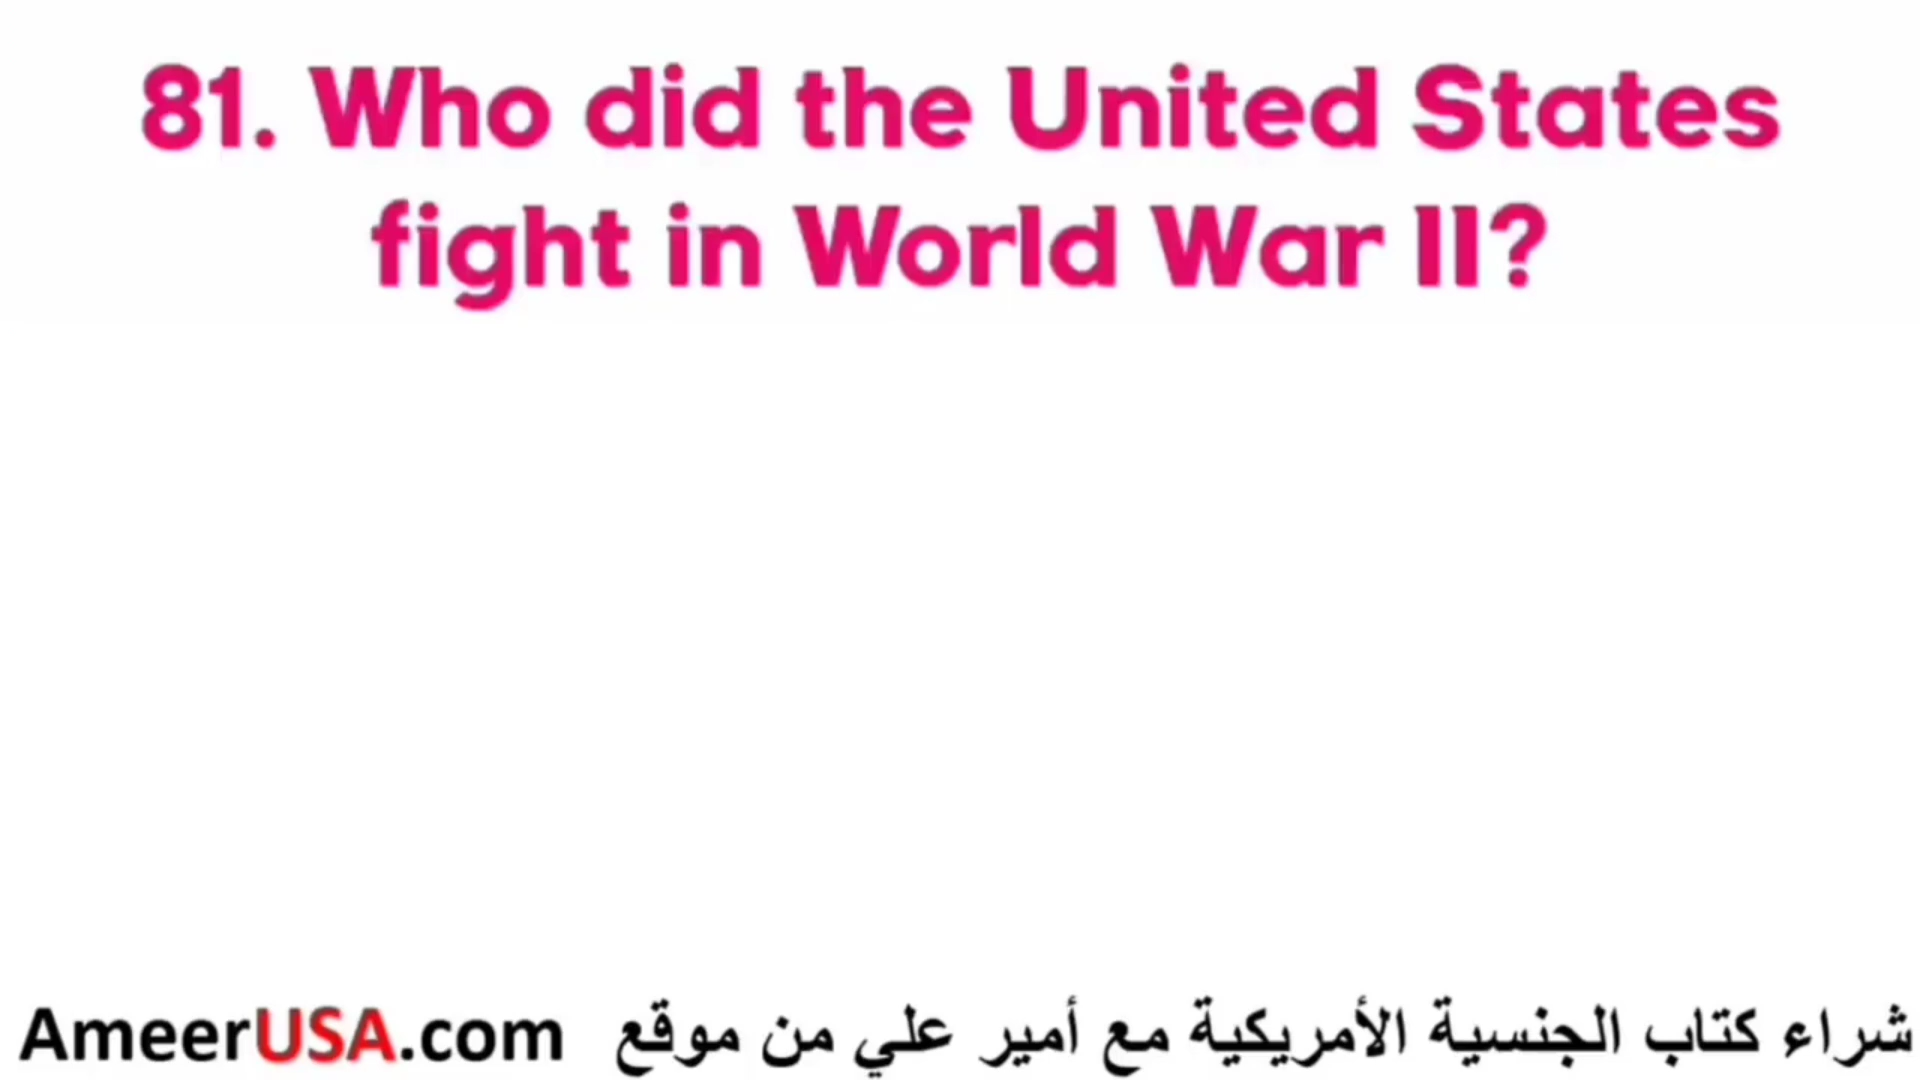 81. Who did the United States
fight in World War II?
شراء كتاب الجنسية الأمريكية مع أمير علي من موقع AmeerUSA.com